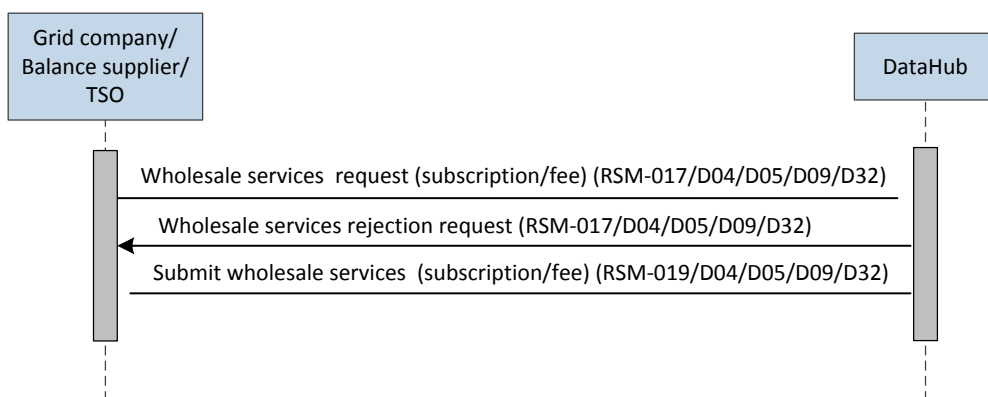 Grid company/
Balance supplier/
TSO
DataHub
Wholesale services request (subscription/fee) (RSM-017/D04/D05/D09/D32)
Wholesale services rejection request (RSM-017/D04/D05/D09/D32)
Submit wholesale services (subscription/fee) (RSM-019/D04/D05/D09/D32)